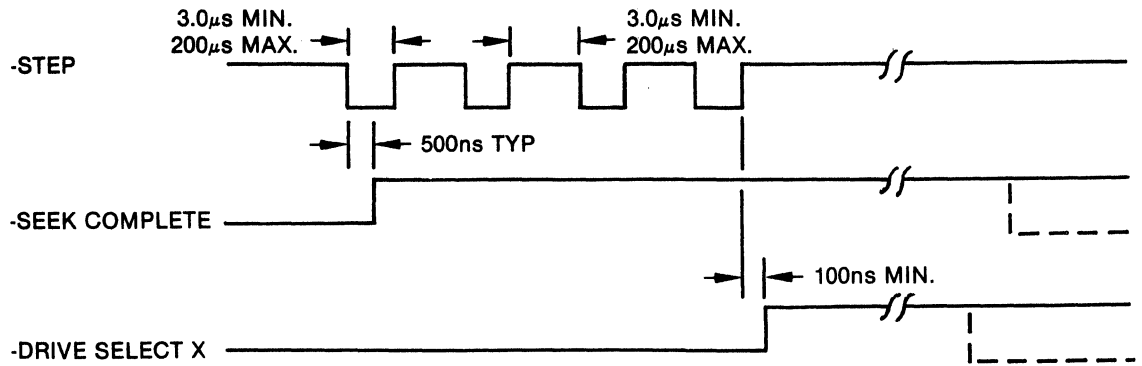 3.0μs MIN.
200μs MAX.
3.0μs MIN.
200μs MAX.
-STEP
500ns TYP
-SEEK COMPLETE
100ns MIN.
-DRIVE SELECT X